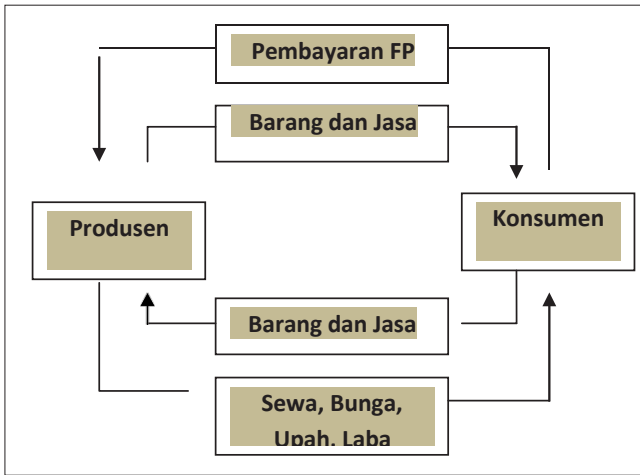 Pembayaran FP
Barang dan Jasa
Produsen
Konsumen
Barang dan Jasa
Sewa, Bunga,
Upah, Laba